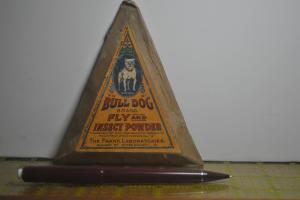 BULL DOG
BRAND
FLY AND
INSECT POWDER
THE FRANK LABORATORIES.